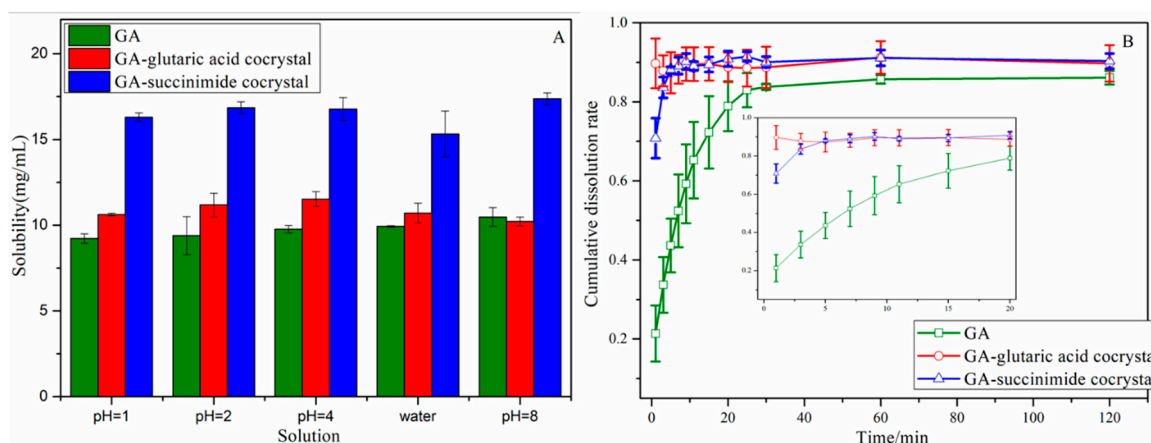 A
GA
GA-glutaric acid cocrystal
GA-succinimide cocrystal
Solubility(mg/mL)
20
15
10
5
0
pH=1 pH=2 pH=4 water pH=8
Solution
B
Cumulative dissolution rate
1.0
0.8
0.6
0.4
0.2
1.0
0.8
0.6
0.4
0.2
0 5 10 15 20
GA
GA-glutaric acid cocrysta
GA-succinimide cocrysta
0 20 40 60 80 100 120
Time/min